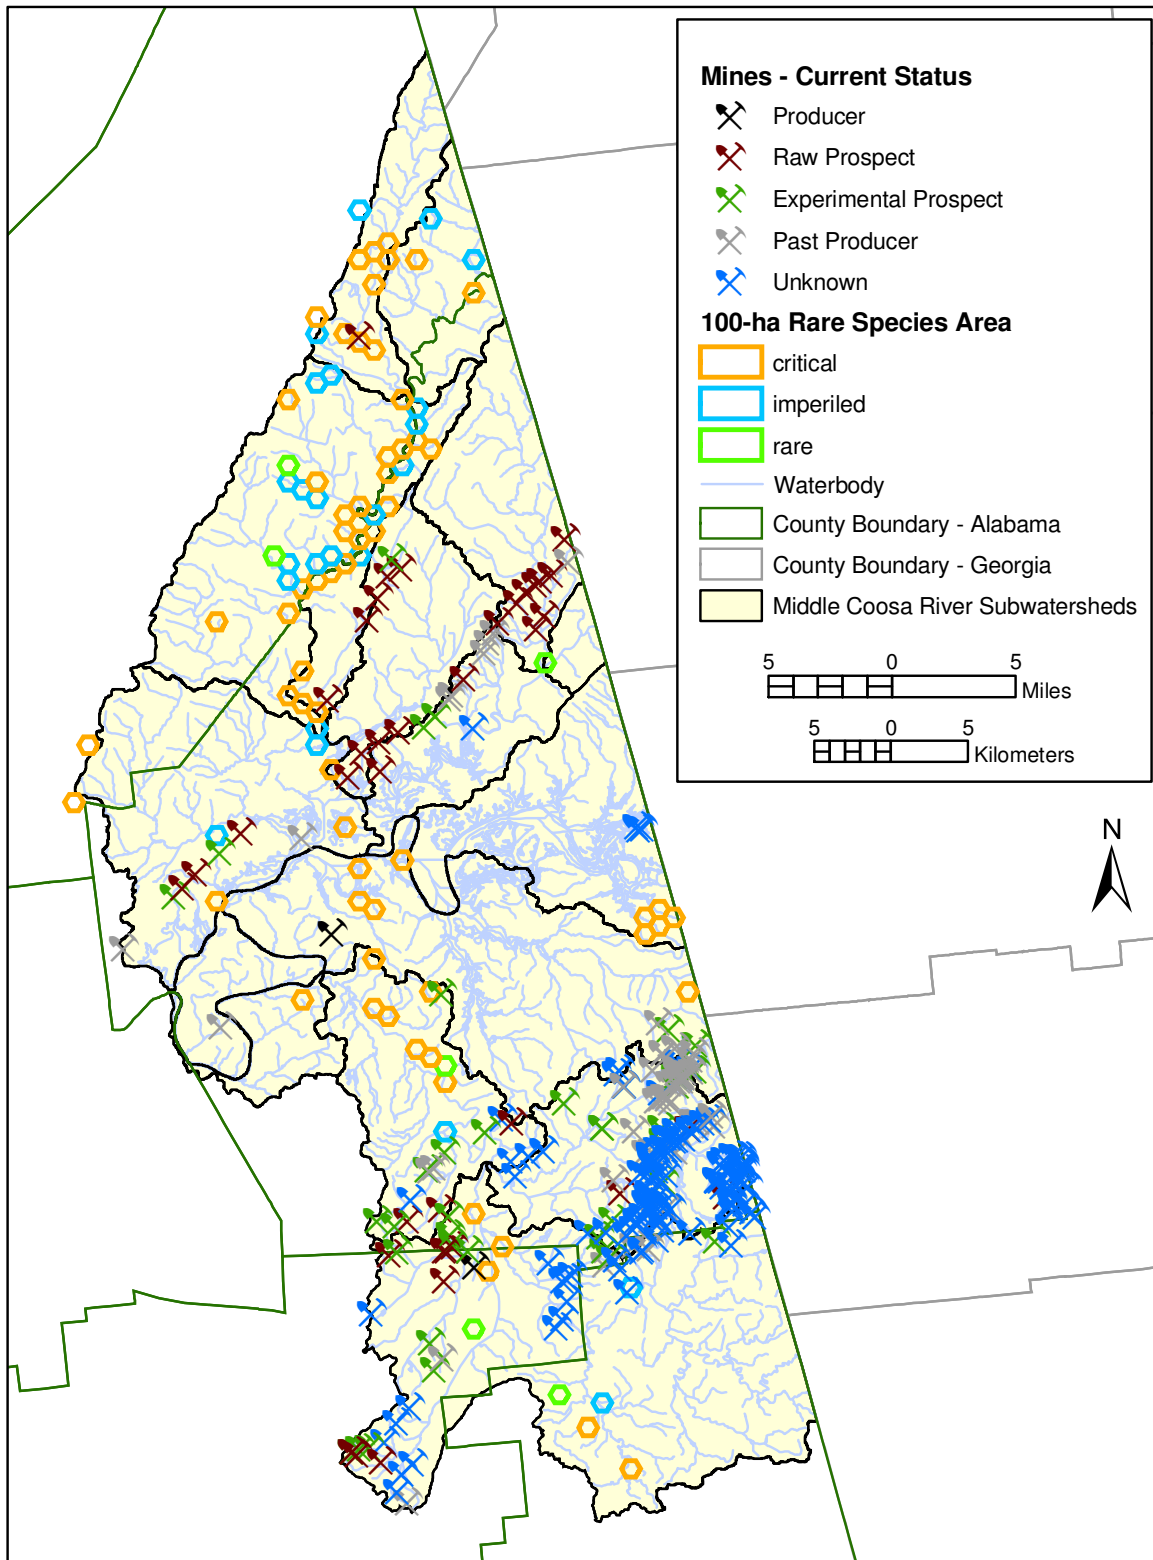 Mines - Current Status
Producer
Raw Prospect
Experimental Prospect
Past Producer
Unknown
100-ha Rare Species Area
critical
imperiled
rare
Waterbody
County Boundary - Alabama
County Boundary - Georgia
Middle Coosa River Subwatersheds
5 0 5
Miles
5 0 5
Kilometers
N